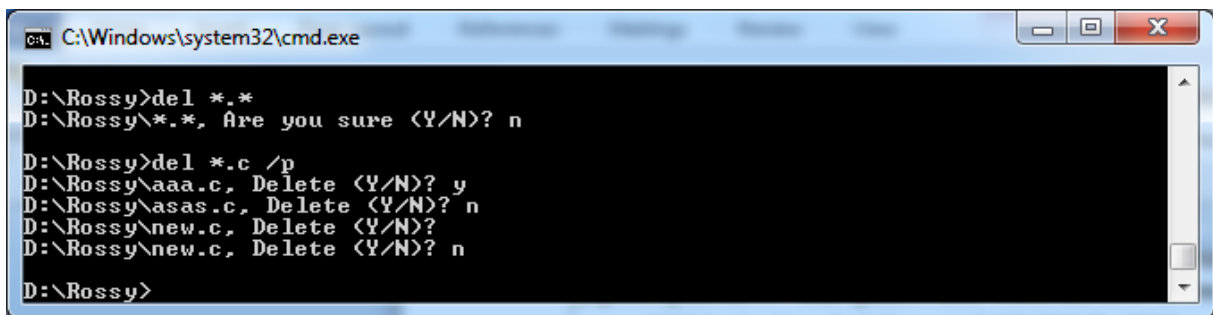 C:\Windows\system32\cmd.exe
D:\Rossy>del *.*
D:\Rossy\*.*, Are you sure (Y/N)? n
D:\Rossy>del *.c /p
D:\Rossy\aaa.c, Delete (Y/N)? y
D:\Rossy\asas.c, Delete (Y/N)? n
D:\Rossy\new.c, Delete (Y/N)?
D:\Rossy\new.c, Delete (Y/N)? n
D:\Rossy>